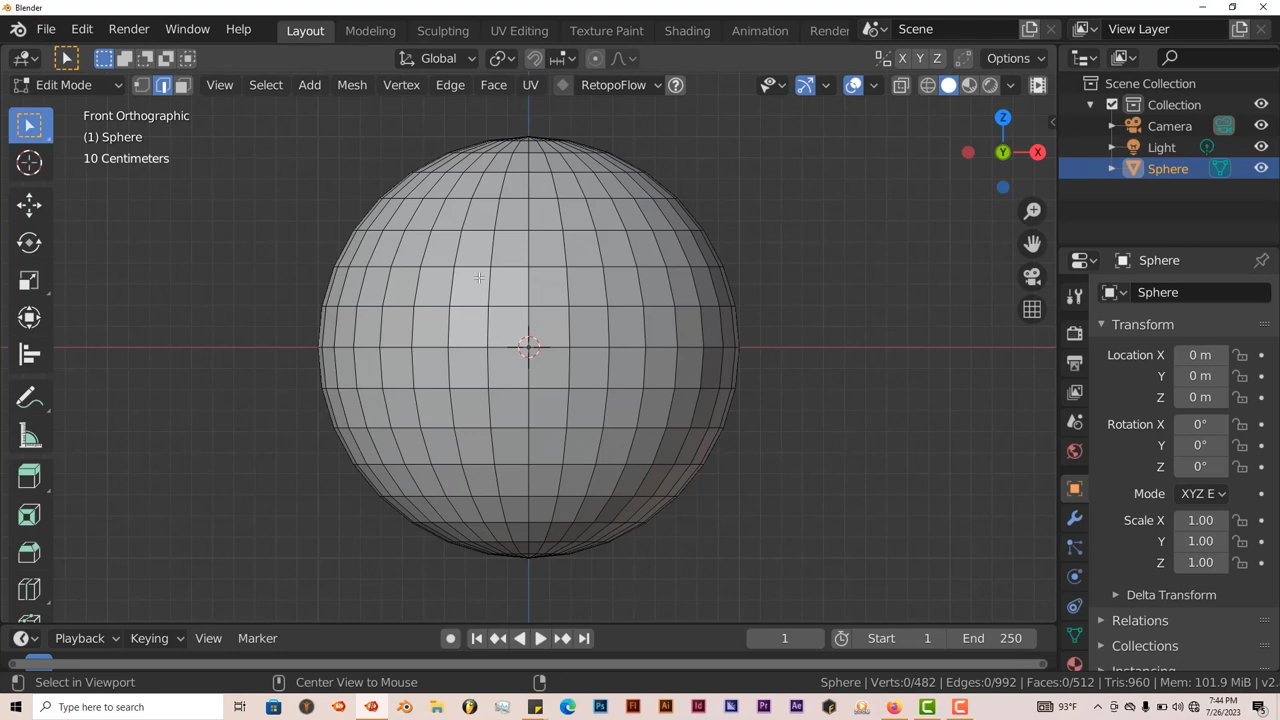 Blender
File Edit Render Window Help Layout Modeling Sculpting UV Editing Texture Paint Shading Animation Render Scene View Layer
Global X Y Z Options
Edit Mode View Select Add Mesh Vertex Edge Face UV RetopoFlow
Front Orthographic
(1) Sphere
10 Centimeters
Z
Y X
Scene Collection
Collection
Camera
Light
Sphere
Sphere
Sphere
Transform
Location X 0 m
Y 0 m
Z 0 m
Rotation X 0°
Y 0°
Z 0°
Mode XYZ E
Scale X 1.00
Y 1.00
Z 1.00
Delta Transform
Relations
Collections
Instancing
Playback Keying View Marker 1 Start 1 End 250
Select in Viewport Center View to Mouse Sphere | Verts:0/482 | Edges:0/992 | Faces:0/512 | Tris:960 | Mem: 101.9 MiB | v2.
Type here to search 93°F 7:44 PM
7/26/2023